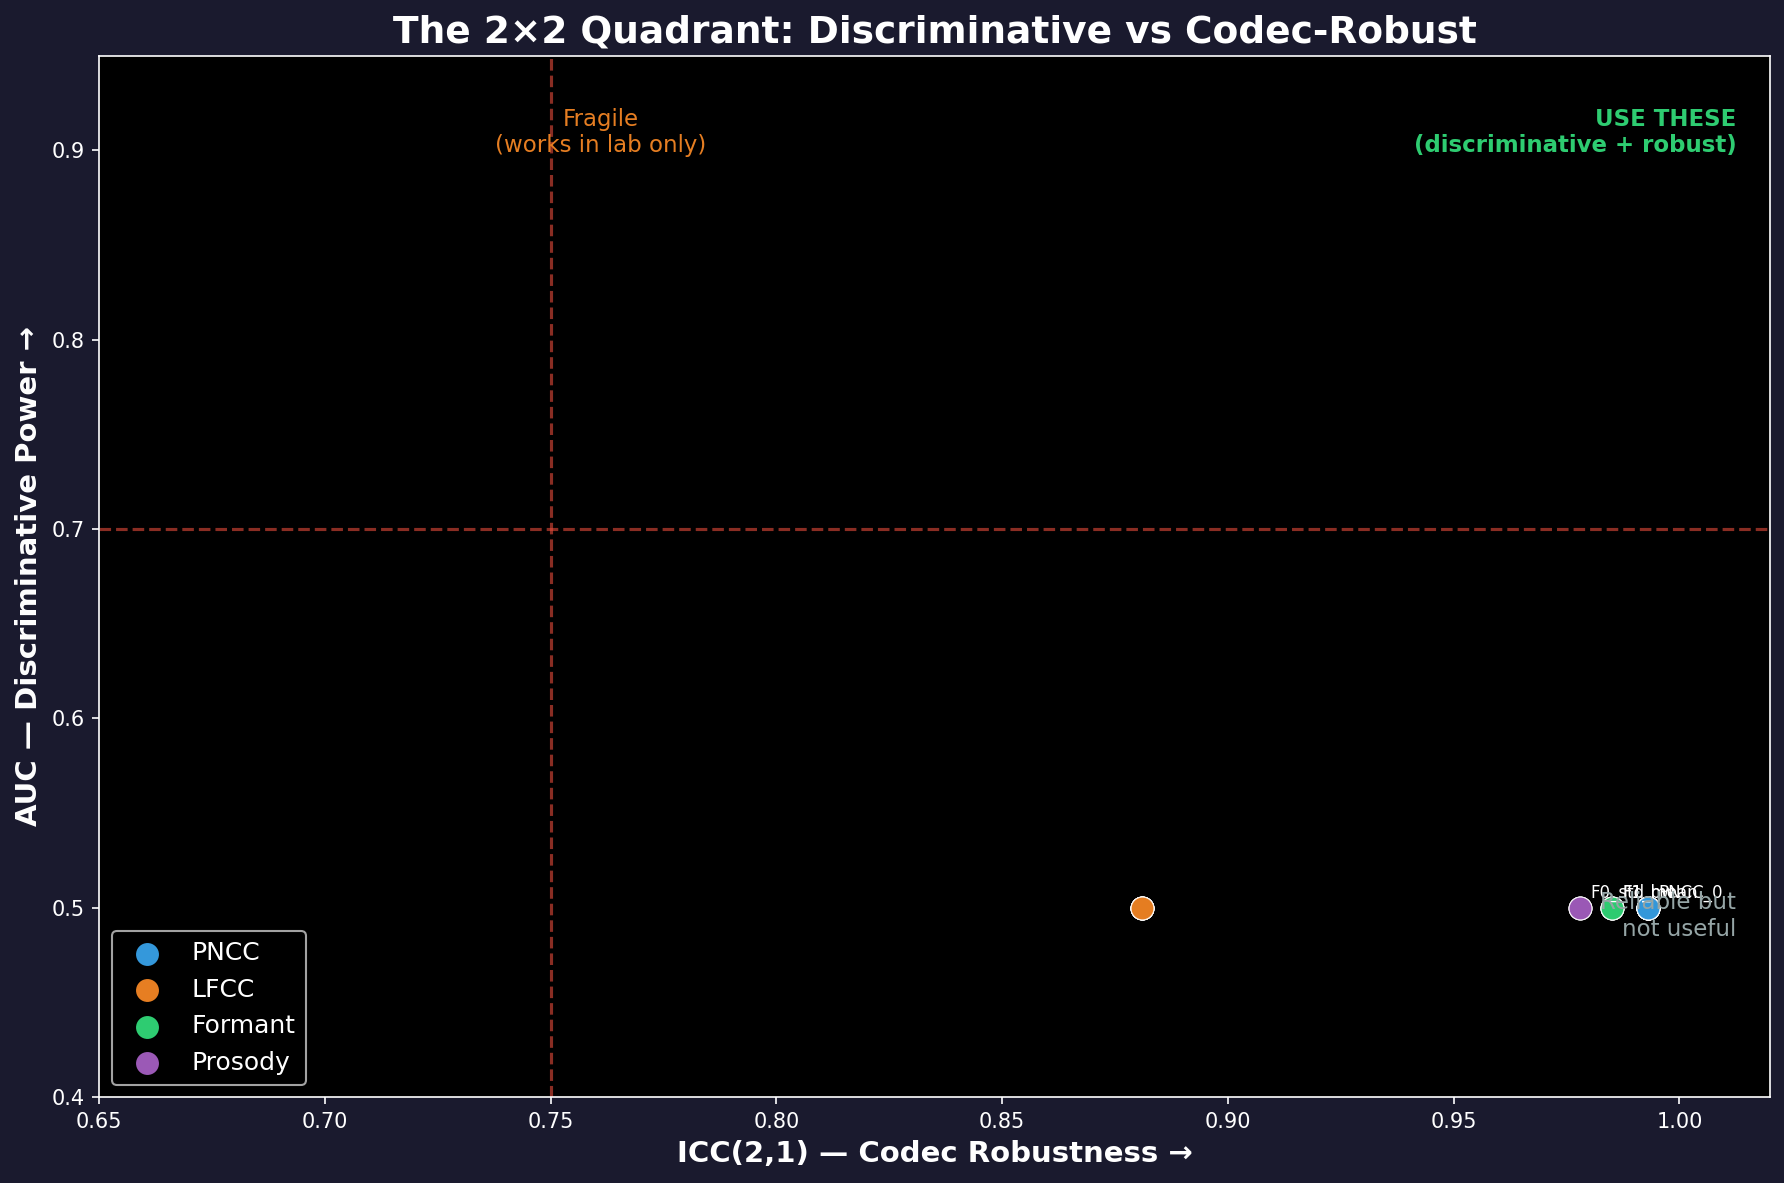 The 2×2 Quadrant: Discriminative vs Codec-Robust
Fragile
(works in lab only)
USE THESE
(discriminative + robust)
AUC — Discriminative Power →
0.9
0.8
0.7
0.6
0.5
0.4
PNCC_0
Reliable but
not useful
PNCC
LFCC
Formant
Prosody
0.65
0.70
0.75
0.80
0.85
0.90
0.95
1.00
ICC(2,1) — Codec Robustness →